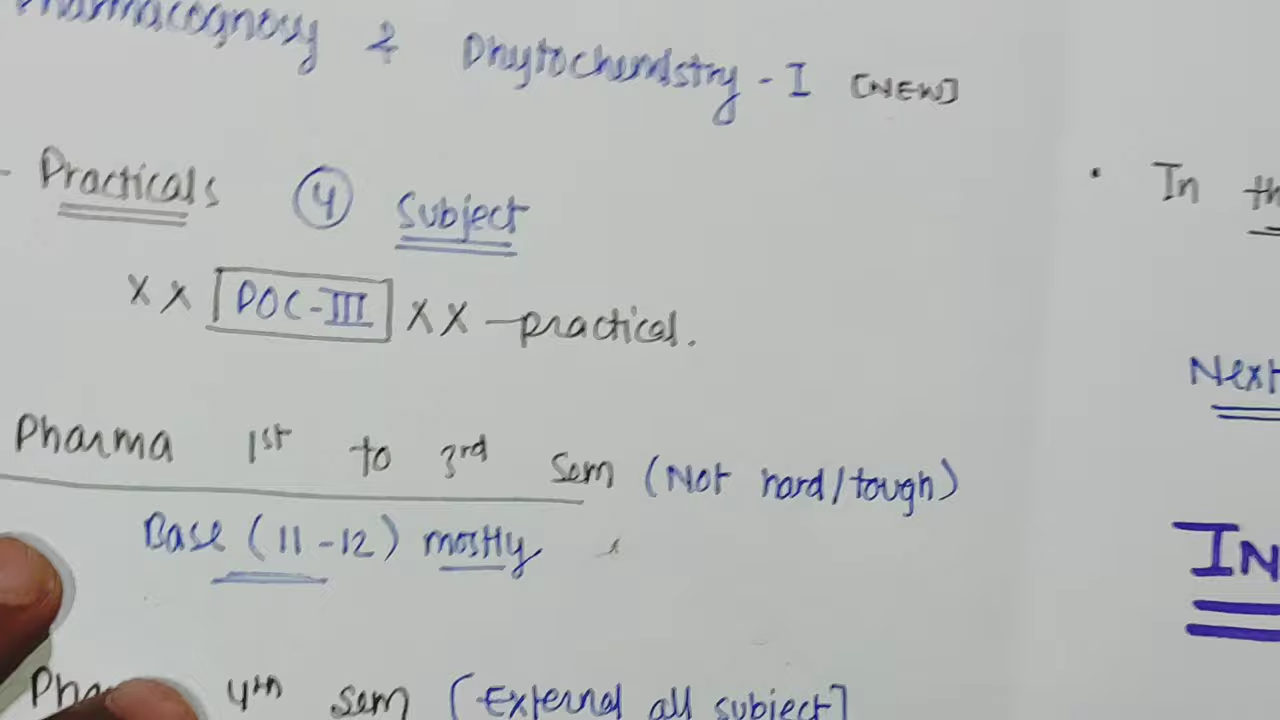 Pharmacognosy & Phytochemistry - I [NEW]
- Practicals 4 Subject
X X POC-III X X - practical.
Pharma 1st to 3rd Sem (Not hard/tough)
Base (11-12) mostly
4th sem (External all subject]
• In
Next
IN